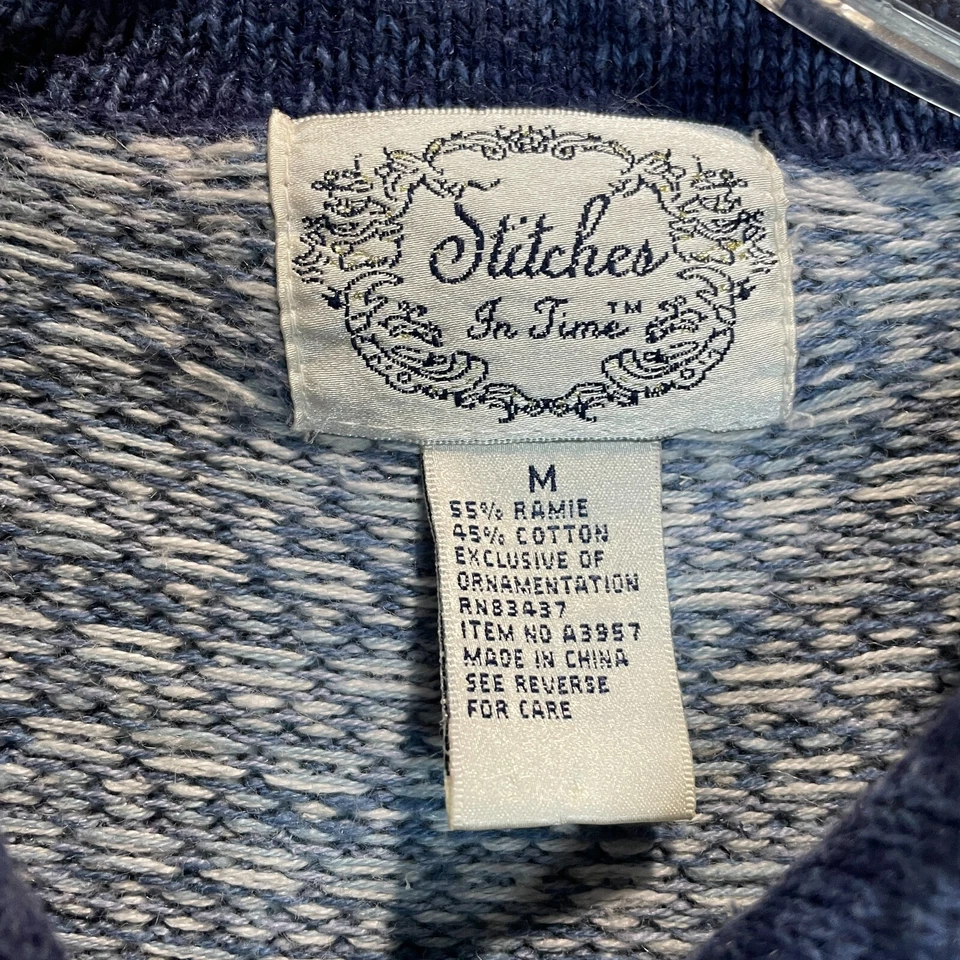 Stitches
In Time™
M
55% RAMIE
45% COTTON
EXCLUSIVE OF
ORNAMENTATION
RN83437
ITEM NO A3957
MADE IN CHINA
SEE REVERSE
FOR CARE